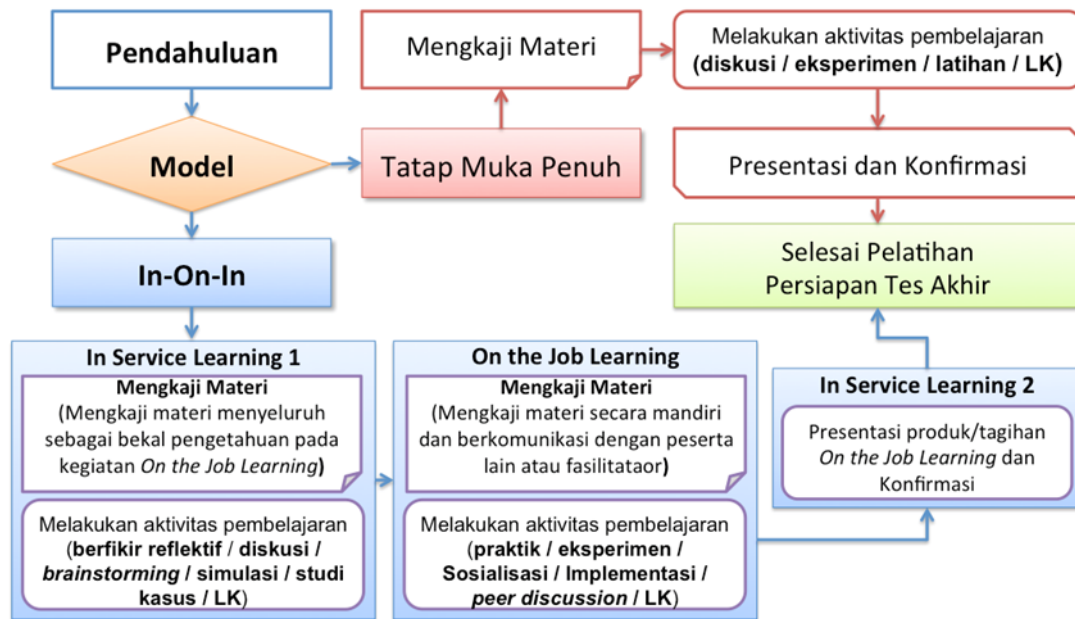 Pendahuluan
Model
Tatap Muka Penuh
Mengkaji Materi
Melakukan aktivitas pembelajaran
(diskusi / eksperimen / latihan / LK)
Presentasi dan Konfirmasi
Selesai Pelatihan
Persiapan Tes Akhir
In-On-In
In Service Learning 1
Mengkaji Materi
(Mengkaji materi menyeluruh
sebagai bekal pengetahuan pada
kegiatan On the Job Learning)
Melakukan aktivitas pembelajaran
(berfikir reflektif / diskusi /
brainstorming / simulasi / studi
kasus / LK)
On the Job Learning
Mengkaji Materi
(Mengkaji materi secara mandiri
dan berkomunikasi dengan peserta
lain atau fasilitataor)
Melakukan aktivitas pembelajaran
(praktik / eksperimen /
Sosialisasi / Implementasi /
peer discussion / LK)
In Service Learning 2
Presentasi produk/tagihan
On the Job Learning dan
Konfirmasi